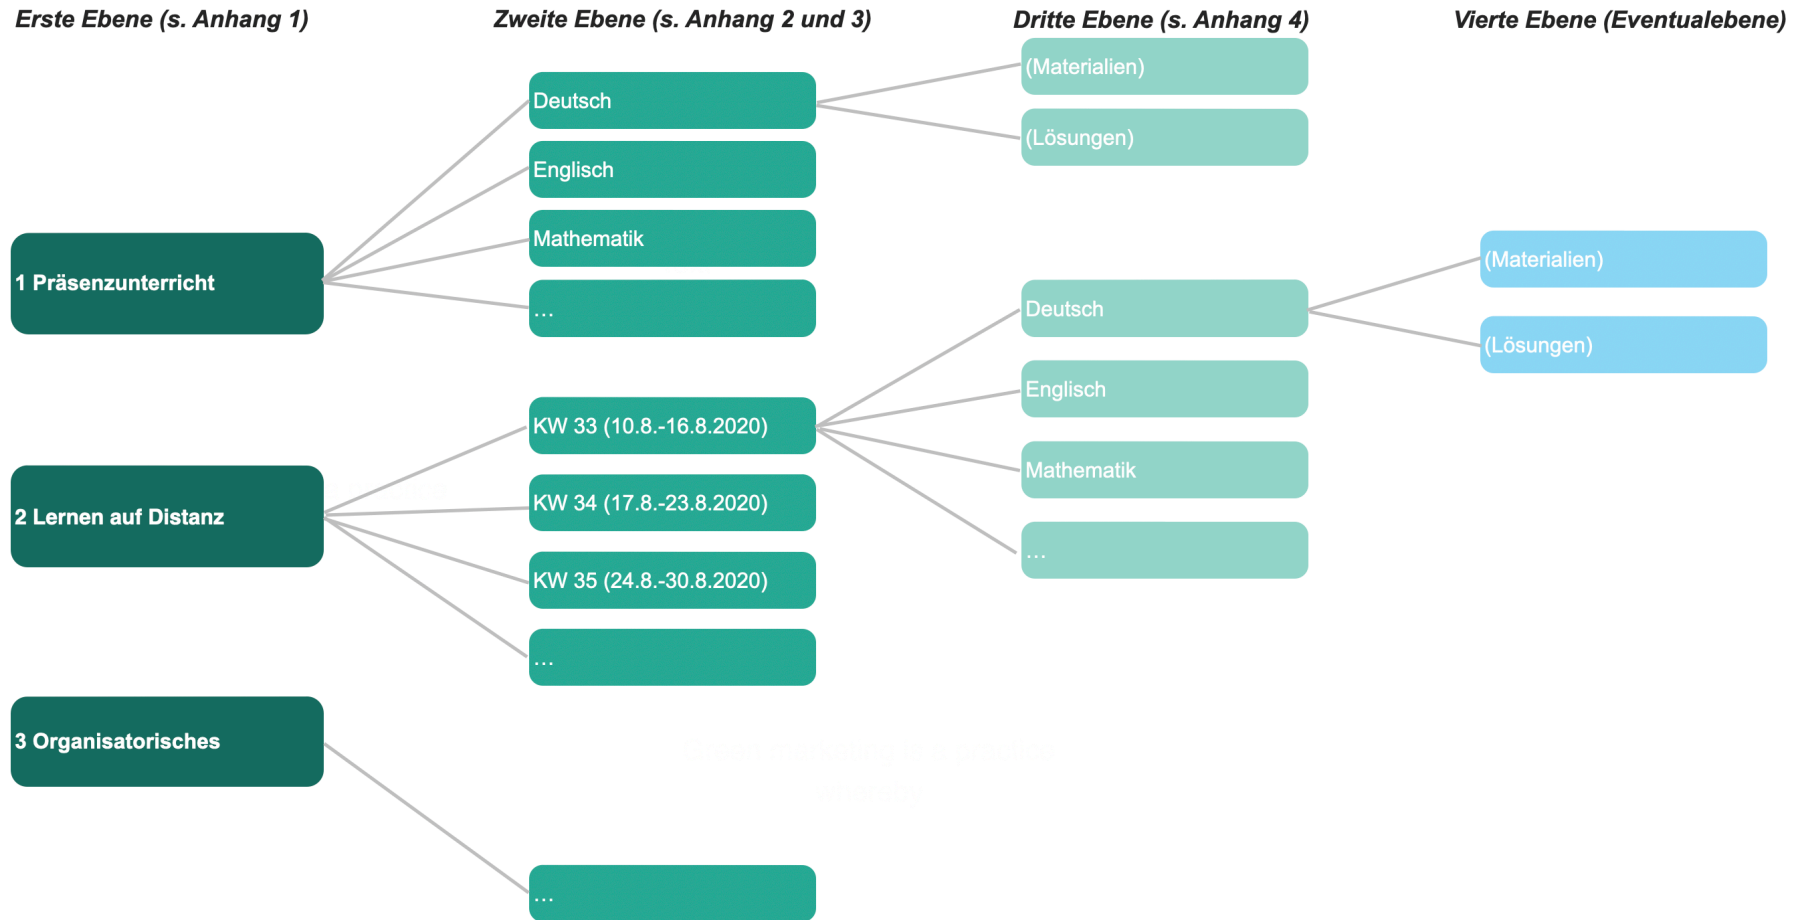 Erste Ebene (s. Anhang 1)
Zweite Ebene (s. Anhang 2 und 3)
Dritte Ebene (s. Anhang 4)
Vierte Ebene (Eventualebene)
1 Präsenzunterricht
Deutsch
Englisch
Mathematik
...
(Materialien)
(Lösungen)
2 Lernen auf Distanz
KW 33 (10.8.-16.8.2020)
KW 34 (17.8.-23.8.2020)
KW 35 (24.8.-30.8.2020)
...
Deutsch
Englisch
Mathematik
...
(Materialien)
(Lösungen)
3 Organisatorisches
...